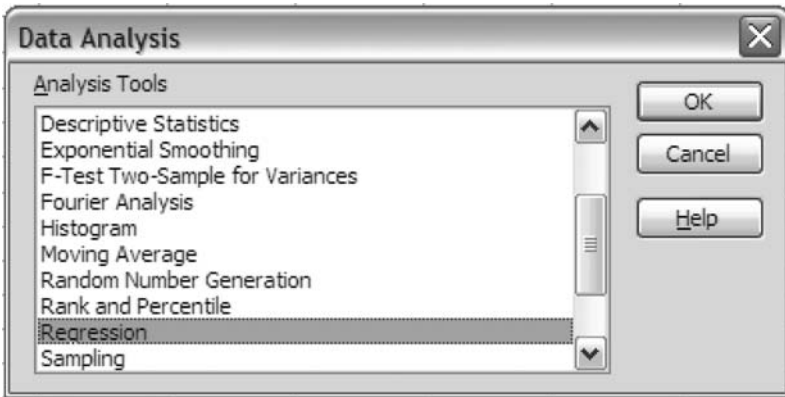 Data Analysis
Analysis Tools
Descriptive Statistics
Exponential Smoothing
F-Test Two-Sample for Variances
Fourier Analysis
Histogram
Moving Average
Random Number Generation
Rank and Percentile
Regression
Sampling
OK
Cancel
Help